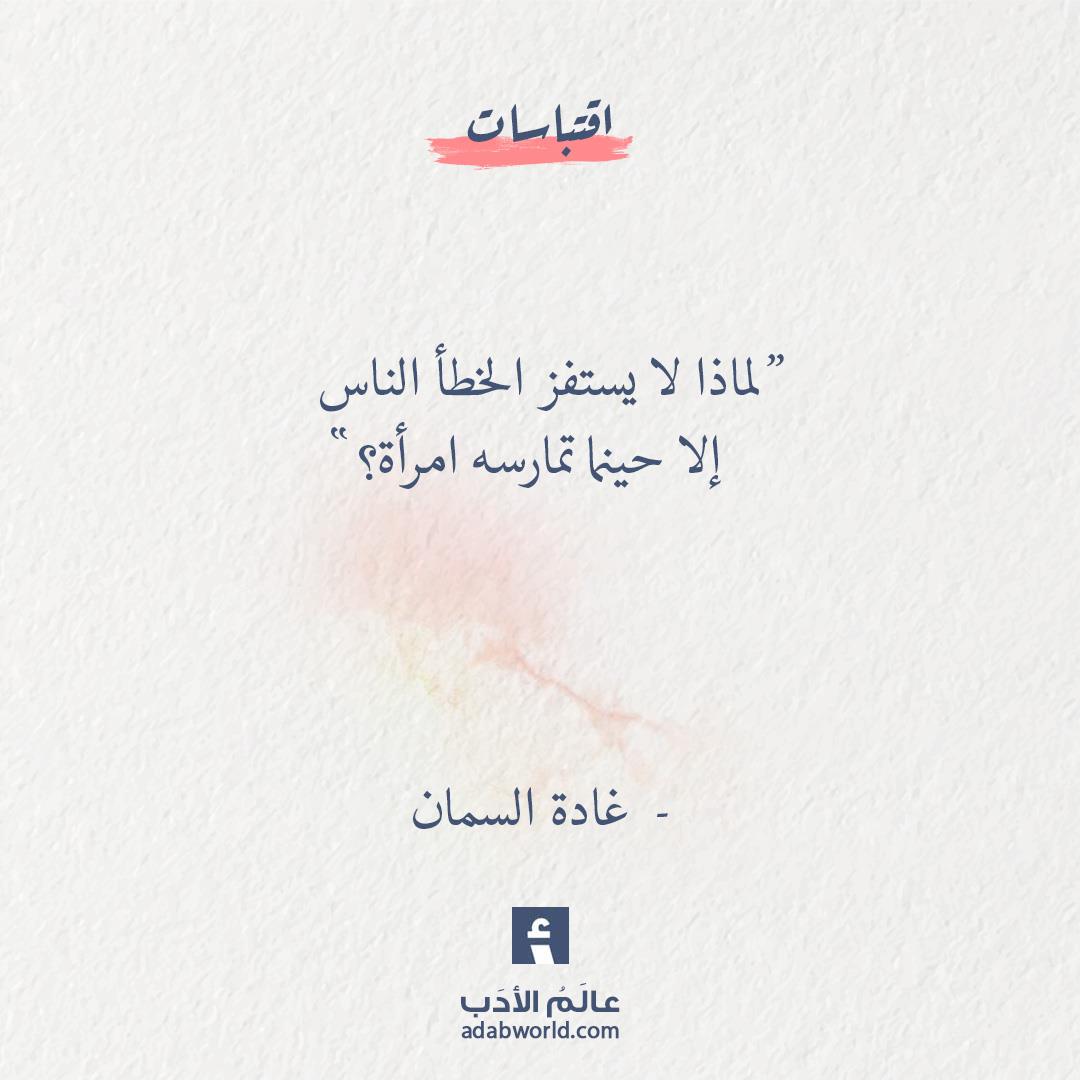 اقتباسات
”لماذا لا يستفز الخطأ الناس
إلا حينما تمارسه امرأة؟“
- غادة السمان
أ
عالَمُ الأدَب
adabworld.com